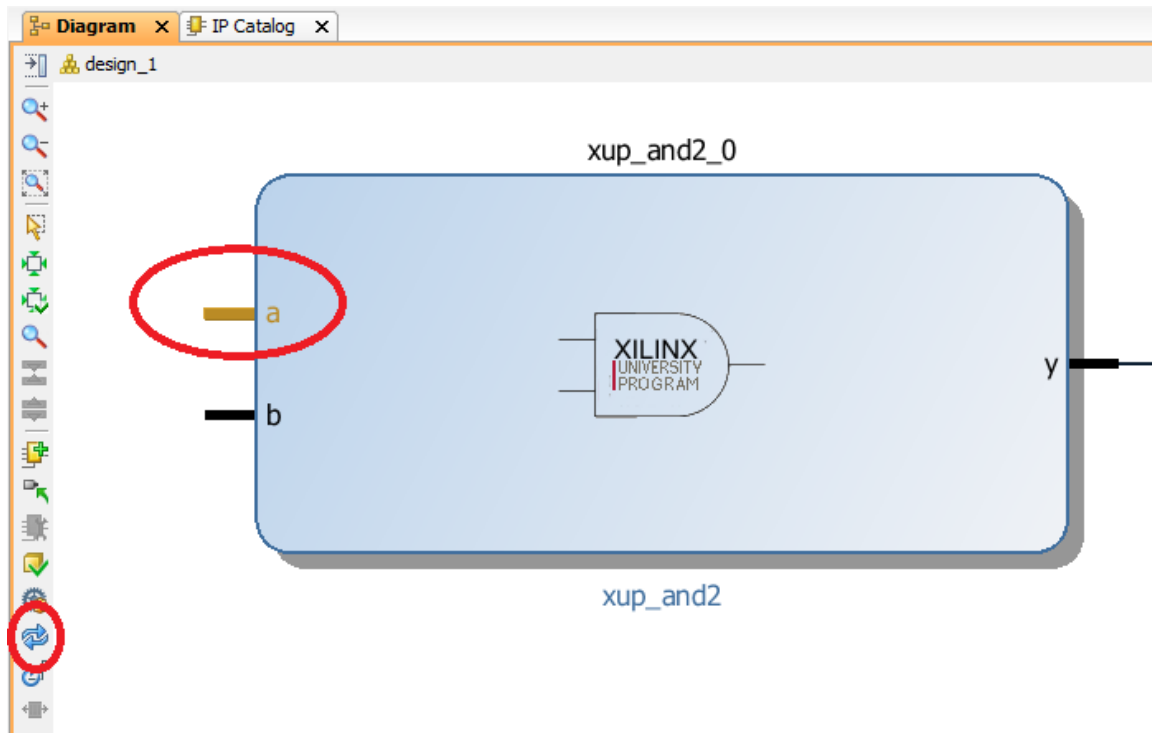 Diagram IP Catalog
design_1
xup_and2_0
a
XILINX
UNIVERSITY
PROGRAM
y
b
xup_and2